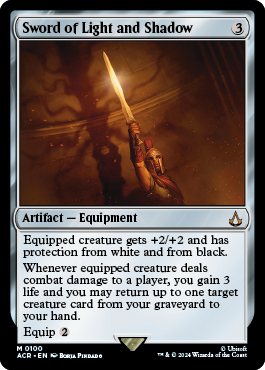 Sword of Light and Shadow 3
Artifact — Equipment
Equipped creature gets +2/+2 and has
protection from white and from black.
Whenever equipped creature deals
combat damage to a player, you gain 3
life and you may return up to one target
creature card from your graveyard to
your hand.
Equip 2
M 0100 © Ubisoft
ACR • EN Borja Pindado ™ & © 2024 Wizards of the Coast